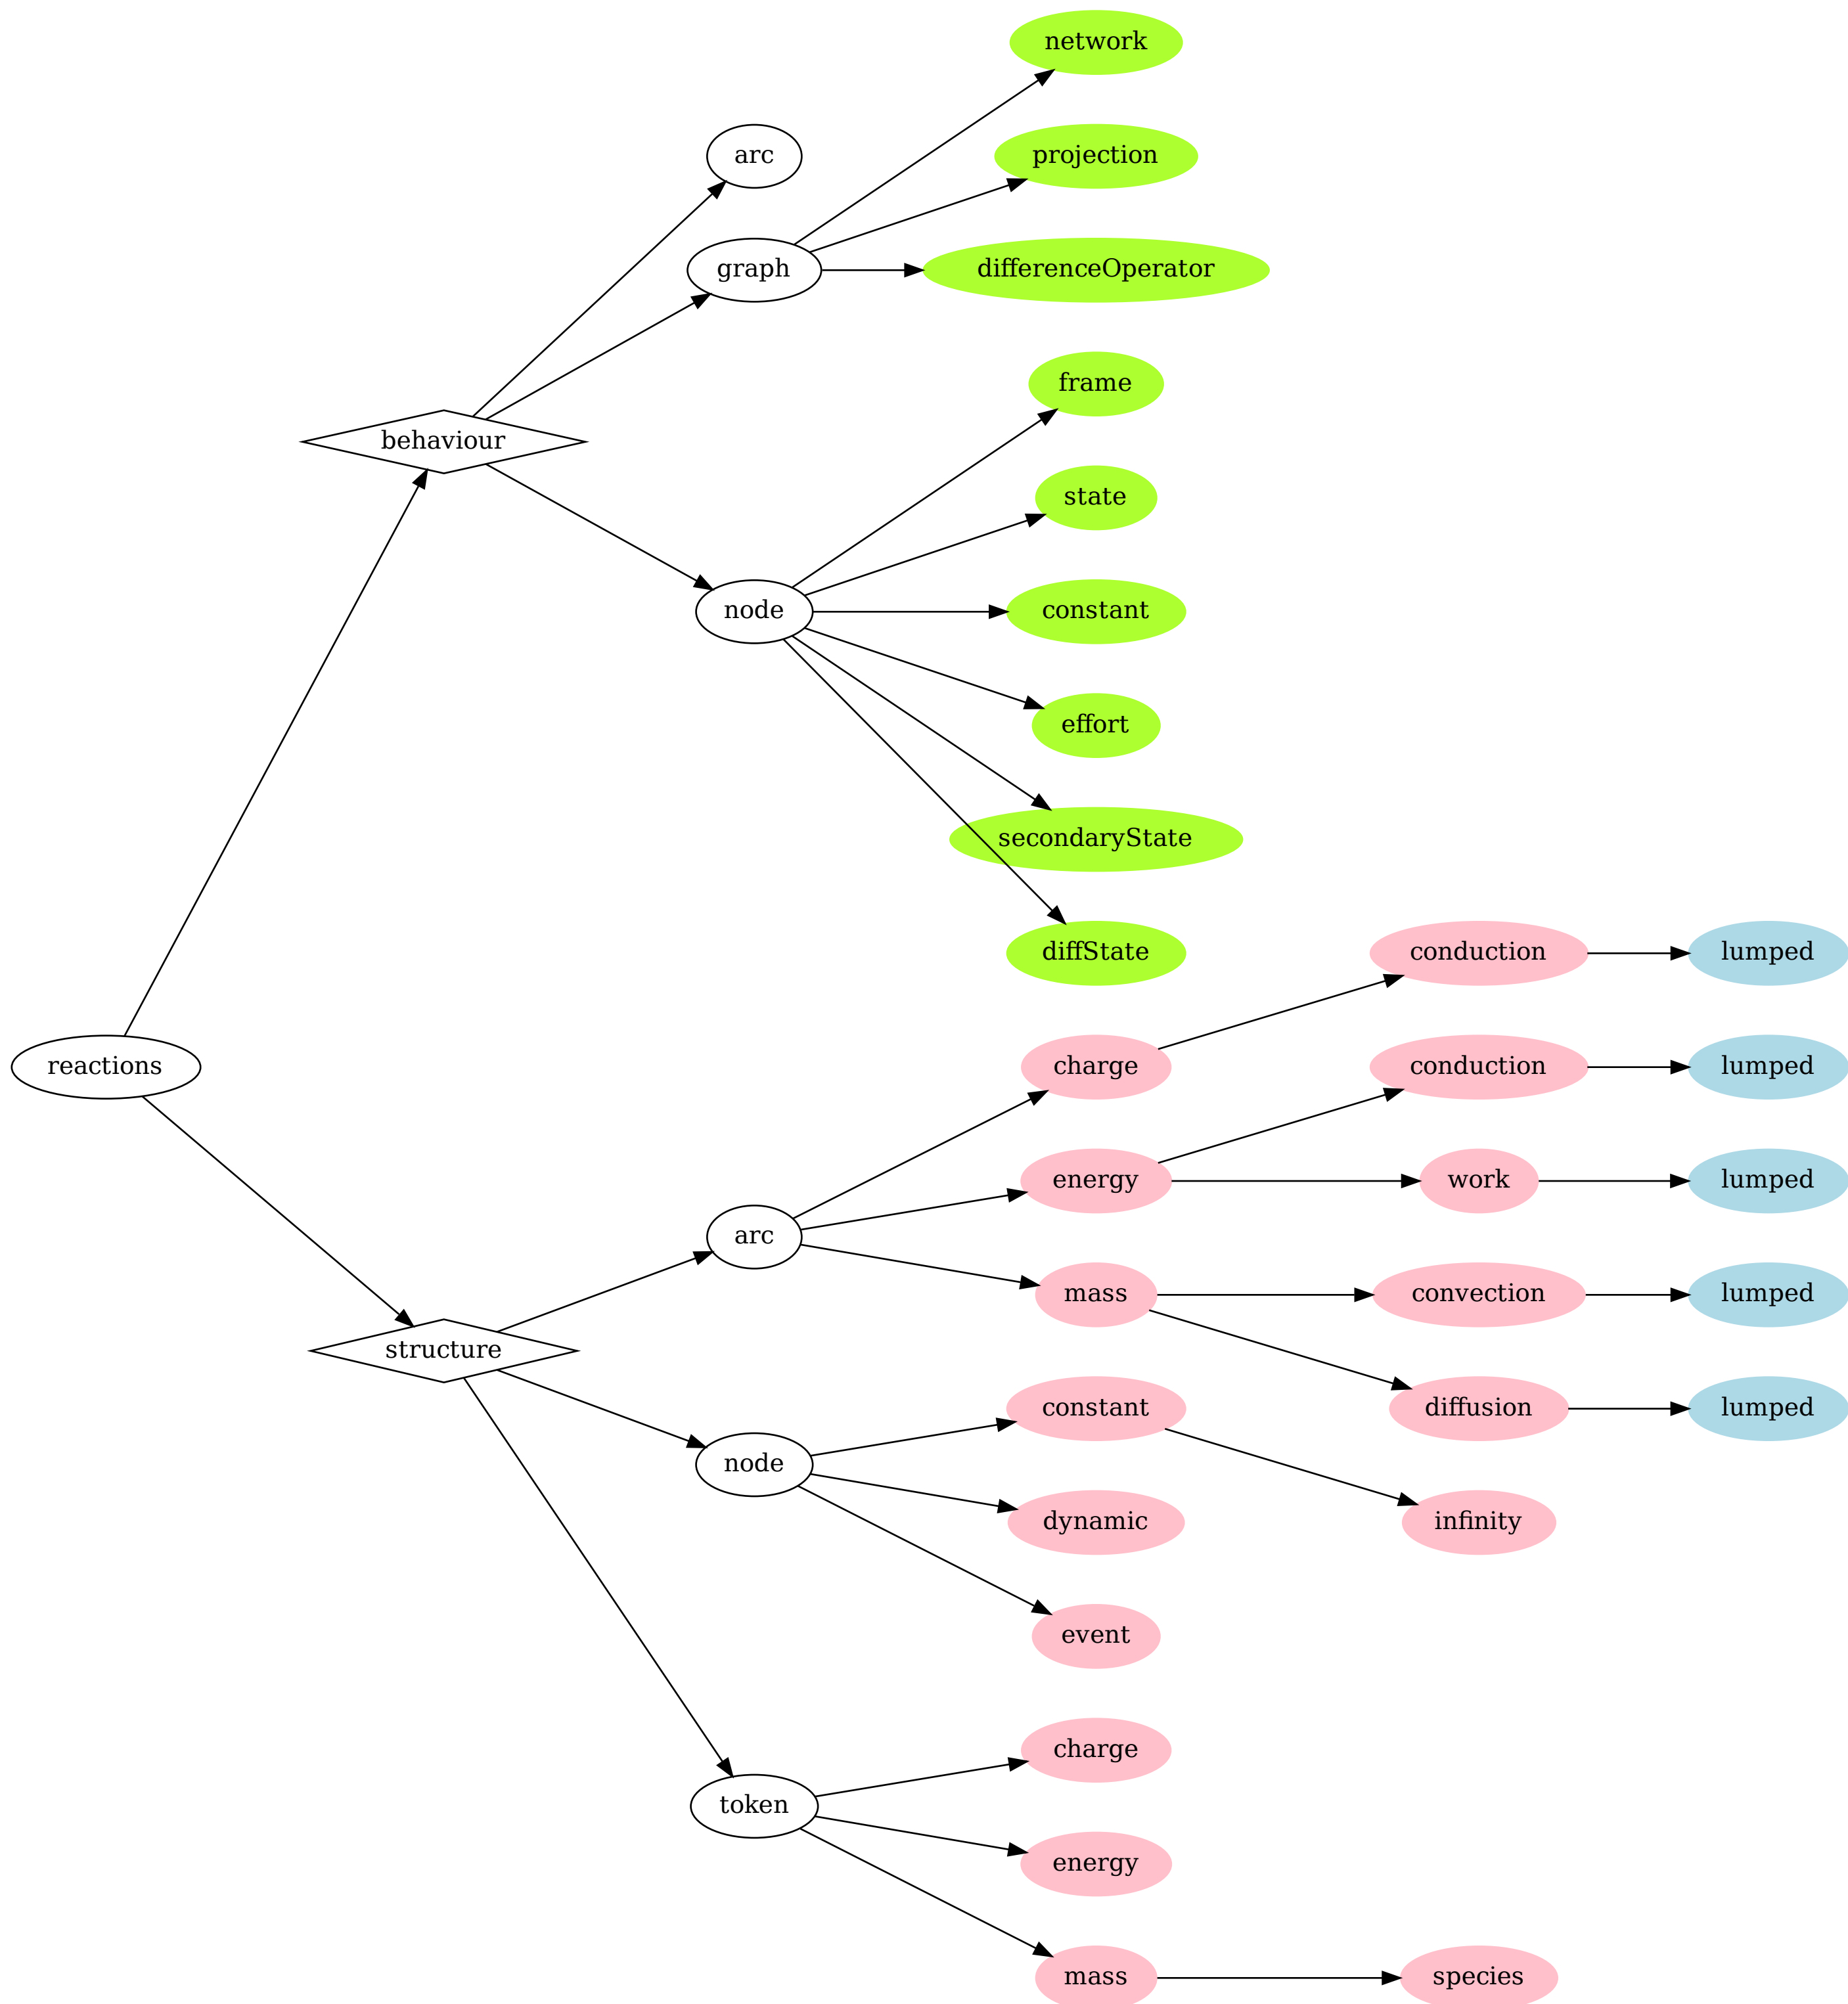 network
arc
projection
graph
differenceOperator
frame
behaviour
state
node
constant
effort
secondaryState
diffState
conduction
lumped
reactions
charge
conduction
lumped
energy
work
lumped
arc
mass
convection
lumped
structure
constant
diffusion
lumped
node
dynamic
infinity
event
charge
token
energy
mass
species